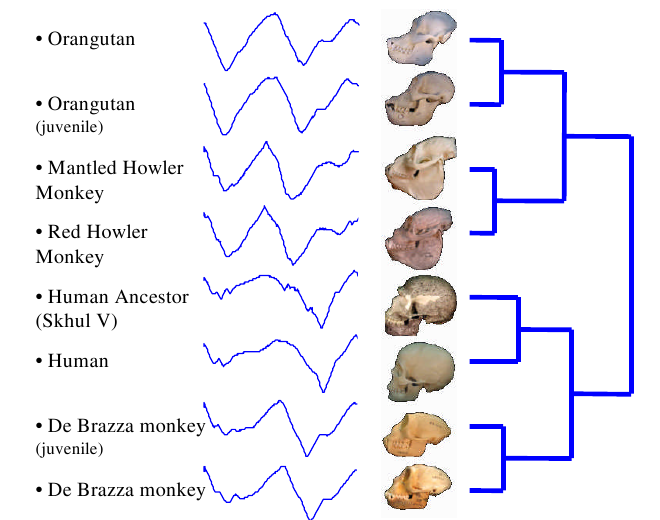 • Orangutan
• Orangutan
(juvenile)
• Mantled Howler
Monkey
• Red Howler
Monkey
• Human Ancestor
(Skhul V)
• Human
• De Brazza monkey
(juvenile)
• De Brazza monkey